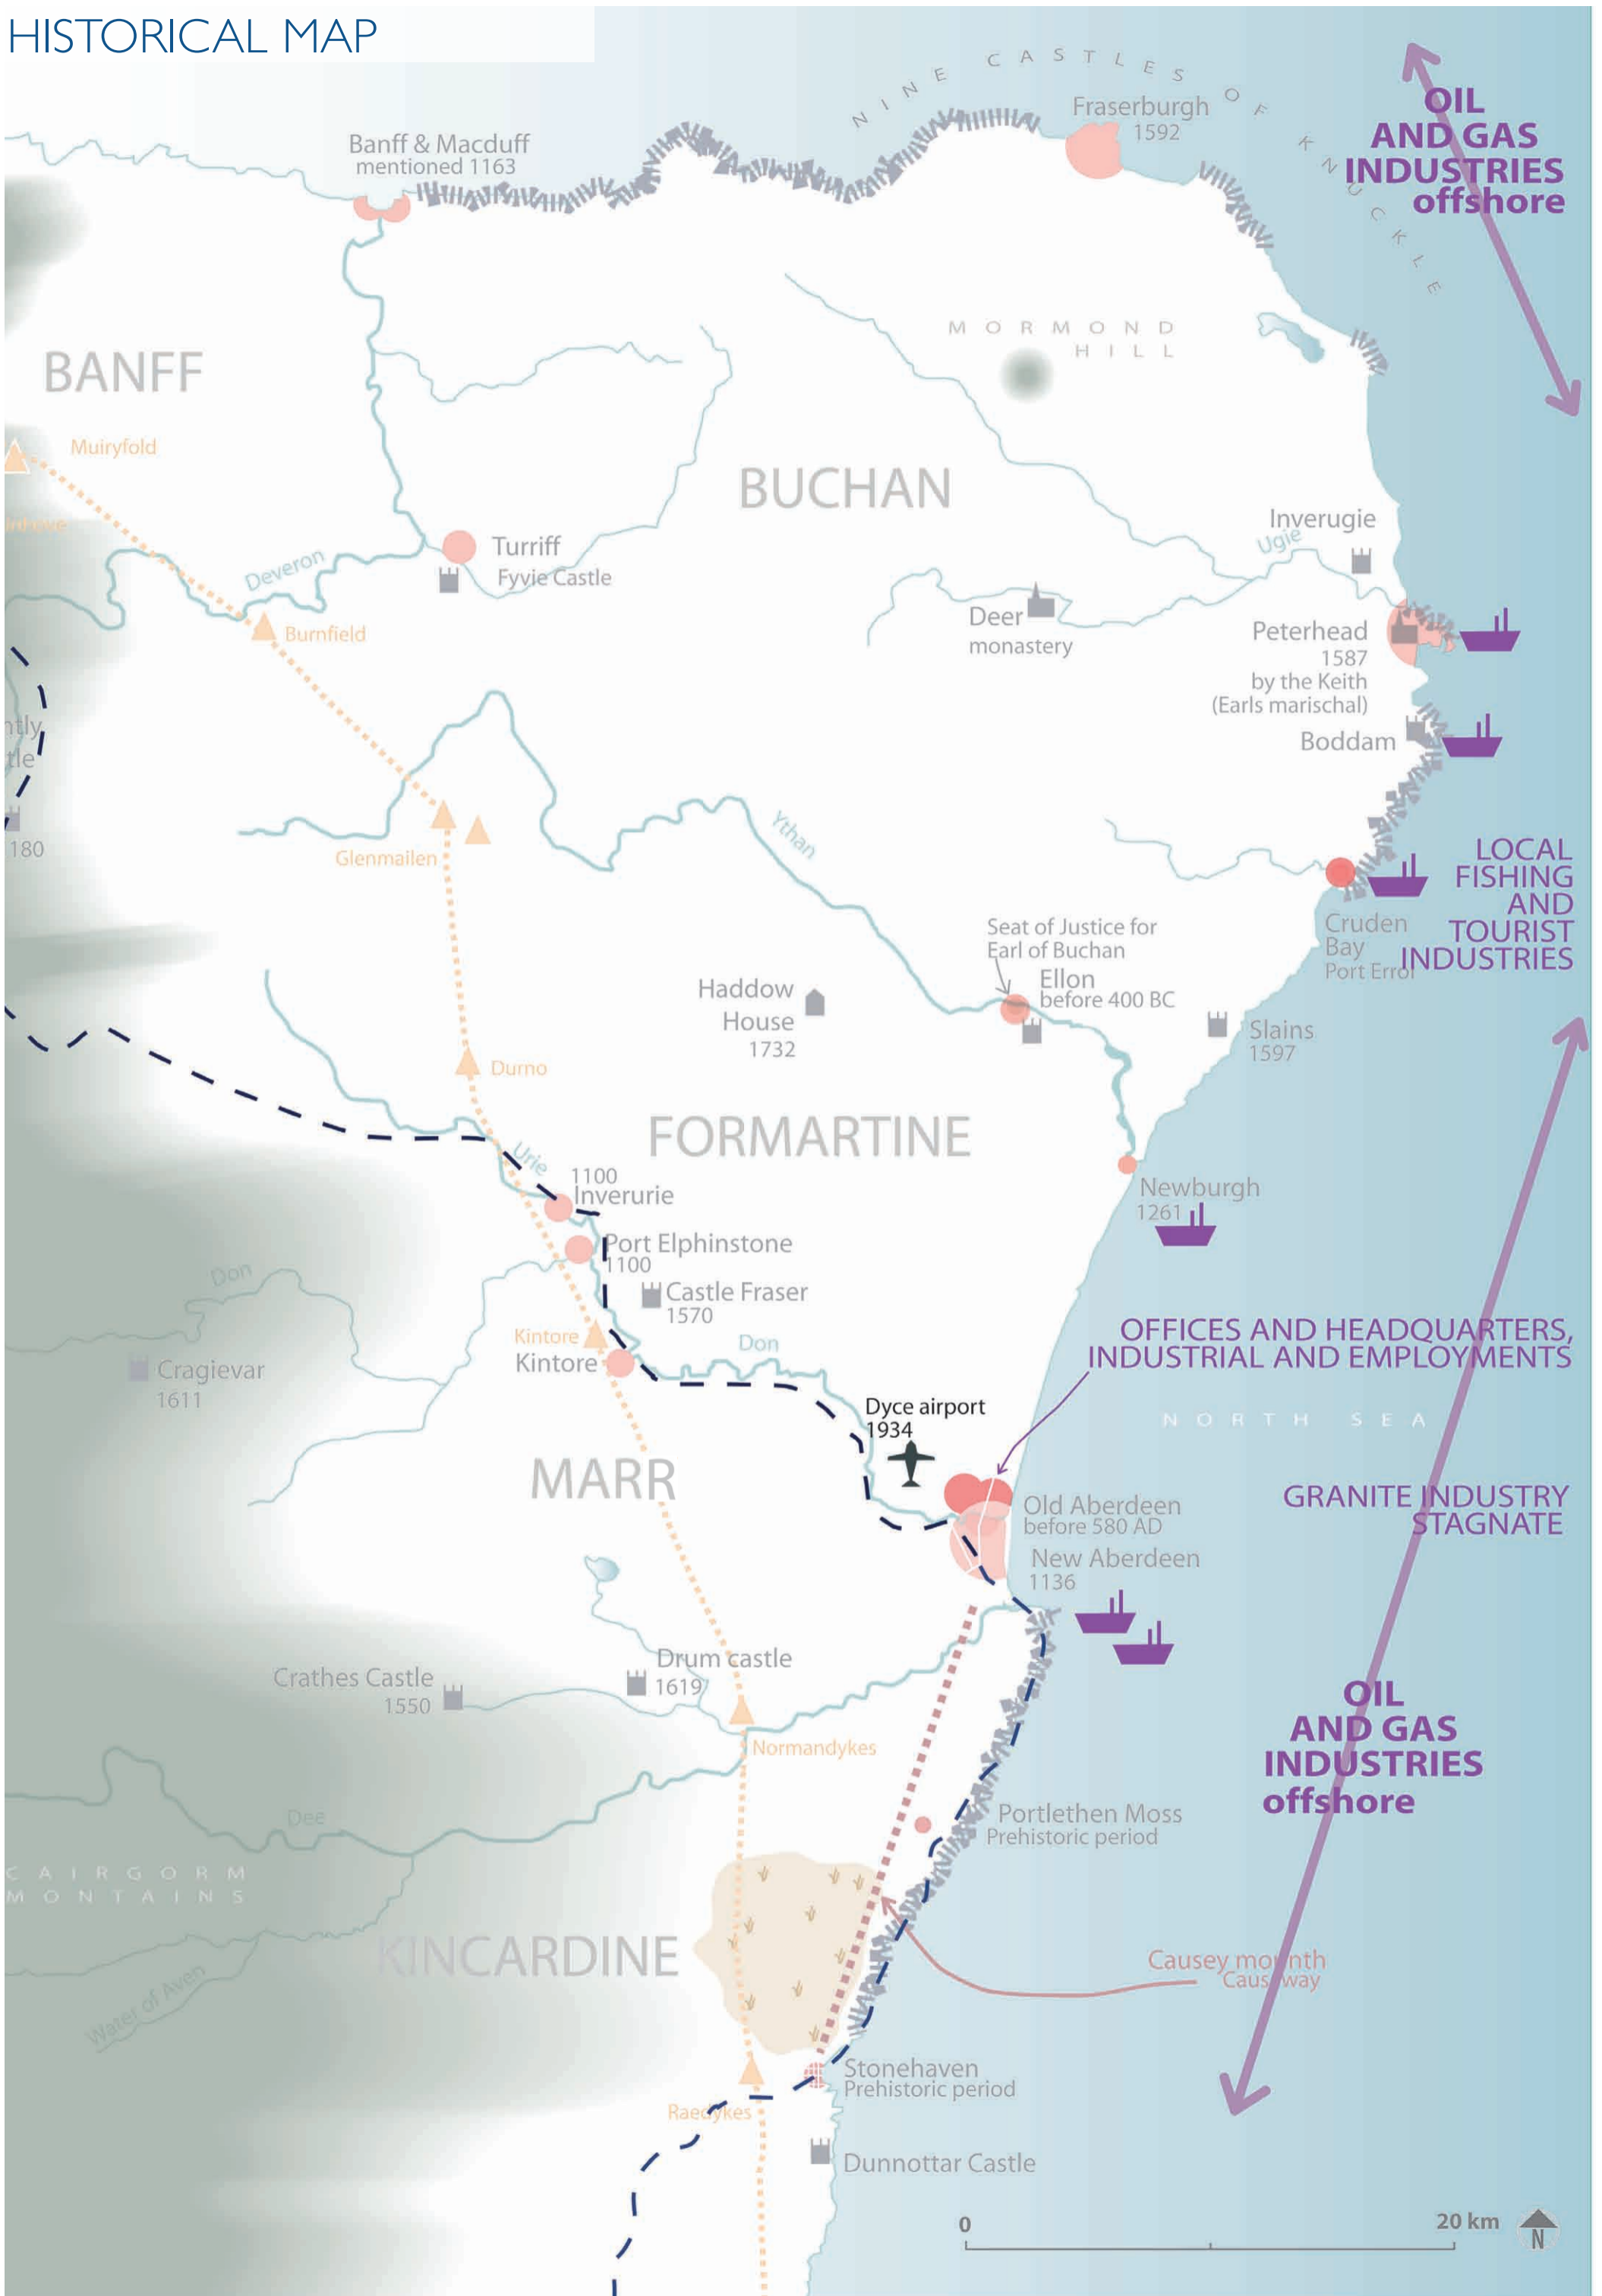 HISTORICAL MAP
NINE CASTLES OF KNUCKLE
OIL
AND GAS
INDUSTRIES
offshore
Fraserburgh
1592
Banff & Macduff
mentioned 1163
MORMOND
HILL
BANFF
Muiryfold
BUCHAN
Inverugie
Ugie
Turriff
Fyvie Castle
Deveron
Deer
monastery
Burnfield
Peterhead
1587
by the Keith
(Earls marischal)
Boddam
ntly
tle
180
Ythan
Glenmailen
LOCAL
FISHING
AND
TOURIST
INDUSTRIES
Cruden
Bay
Port Errol
Seat of Justice for
Earl of Buchan
Ellon
before 400 BC
Haddow
House
1732
Slains
1597
Durno
FORMARTINE
Urie
1100
Inverurie
Newburgh
1261
Port Elphinstone
1100
Castle Fraser
1570
Don
Kintore
Kintore
Don
Cragievar
1611
OFFICES AND HEADQUARTERS,
INDUSTRIAL AND EMPLOYMENTS
NORTH SEA
Dyce airport
1934
MARR
GRANITE INDUSTRY
STAGNATE
Old Aberdeen
before 580 AD
New Aberdeen
1136
Drum castle
1619
Crathes Castle
1550
OIL
AND GAS
INDUSTRIES
offshore
Normandykes
Dee
Portlethen Moss
Prehistoric period
CAIRGORM
MONTAINS
KINCARDINE
Causey mounth
Causway
Water of Aven
Stonehaven
Prehistoric period
Raedykes
Dunnottar Castle
0
20 km
N